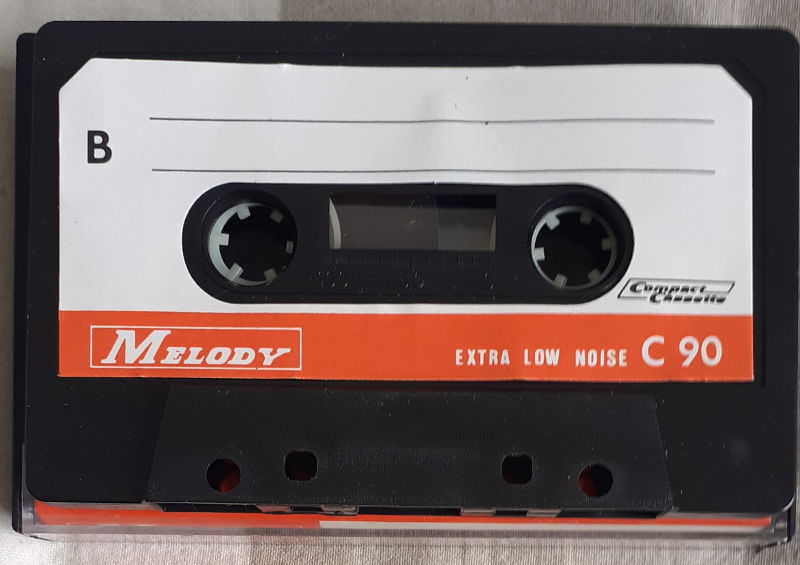 B
Compact
Cassette
MELODY
EXTRA LOW NOISE C 90